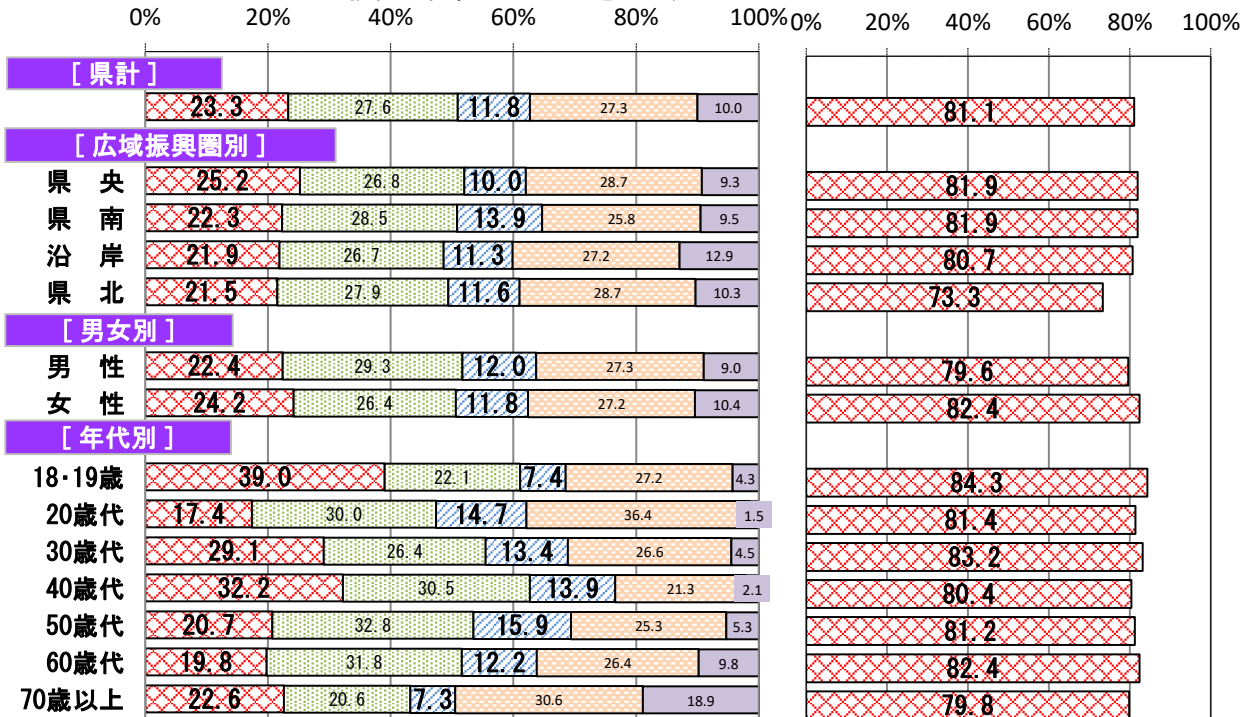 0% 20% 40% 60% 80% 100% 0% 20% 40% 60% 80% 100%
[ 県計 ]
23.3 27.6 11.8 27.3 10.0 81.1
[ 広域振興圏別 ]
県 央 25.2 26.8 10.0 28.7 9.3 81.9
県 南 22.3 28.5 13.9 25.8 9.5 81.9
沿 岸 21.9 26.7 11.3 27.2 12.9 80.7
県 北 21.5 27.9 11.6 28.7 10.3 73.3
[ 男女別 ]
男 性 22.4 29.3 12.0 27.3 9.0 79.6
女 性 24.2 26.4 11.8 27.2 10.4 82.4
[ 年代別 ]
18・19歳 39.0 22.1 7.4 27.2 4.3 84.3
20歳代 17.4 30.0 14.7 36.4 1.5 81.4
30歳代 29.1 26.4 13.4 26.6 4.5 83.2
40歳代 32.2 30.5 13.9 21.3 2.1 80.4
50歳代 20.7 32.8 15.9 25.3 5.3 81.2
60歳代 19.8 31.8 12.2 26.4 9.8 82.4
70歳以上 22.6 20.6 7.3 30.6 18.9 79.8